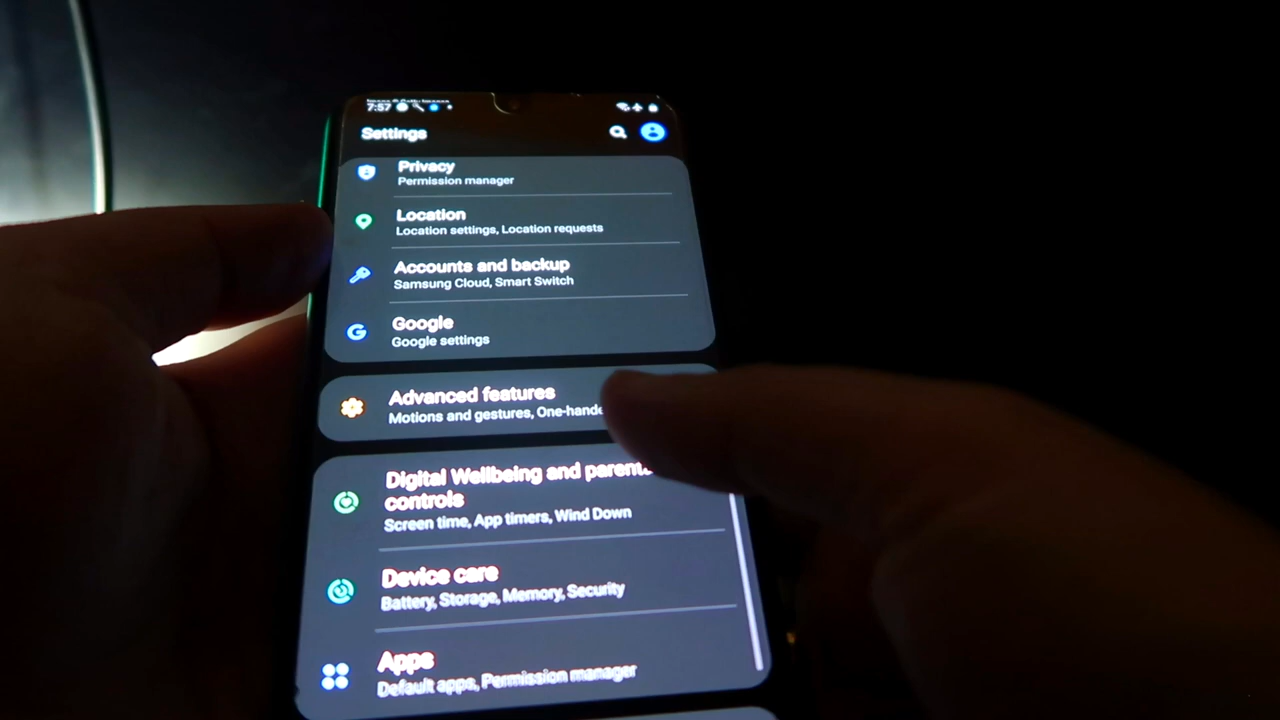 7:57
Settings
Privacy
Permission manager
Location
Location settings, Location requests
Accounts and backup
Samsung Cloud, Smart Switch
Google
Google settings
Advanced features
Motions and gestures, One-hande
Digital Wellbeing and parent
controls
Screen time, App timers, Wind Down
Device care
Battery, Storage, Memory, Security
Apps
Default apps, Permission manager